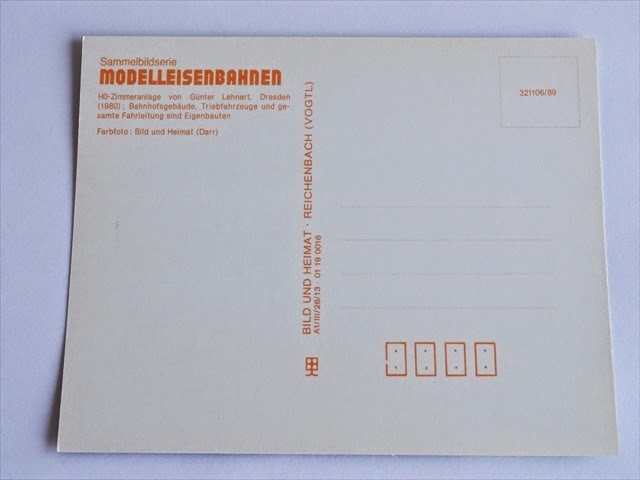 Sammelbildserie
MODELLEISENBAHNEN
H0-Zimmeranlage von Günter Lehnert, Dresden
(1980); Bahnhofsgebäude, Triebfahrzeuge und ge-
samte Fahrleitung sind Eigenbauten
Farbfoto: Bild und Heimat (Darr)
BILD UND HEIMAT · REICHENBACH (VOGTL)
A1/III/26/13 · 01 19 0016
321106/89